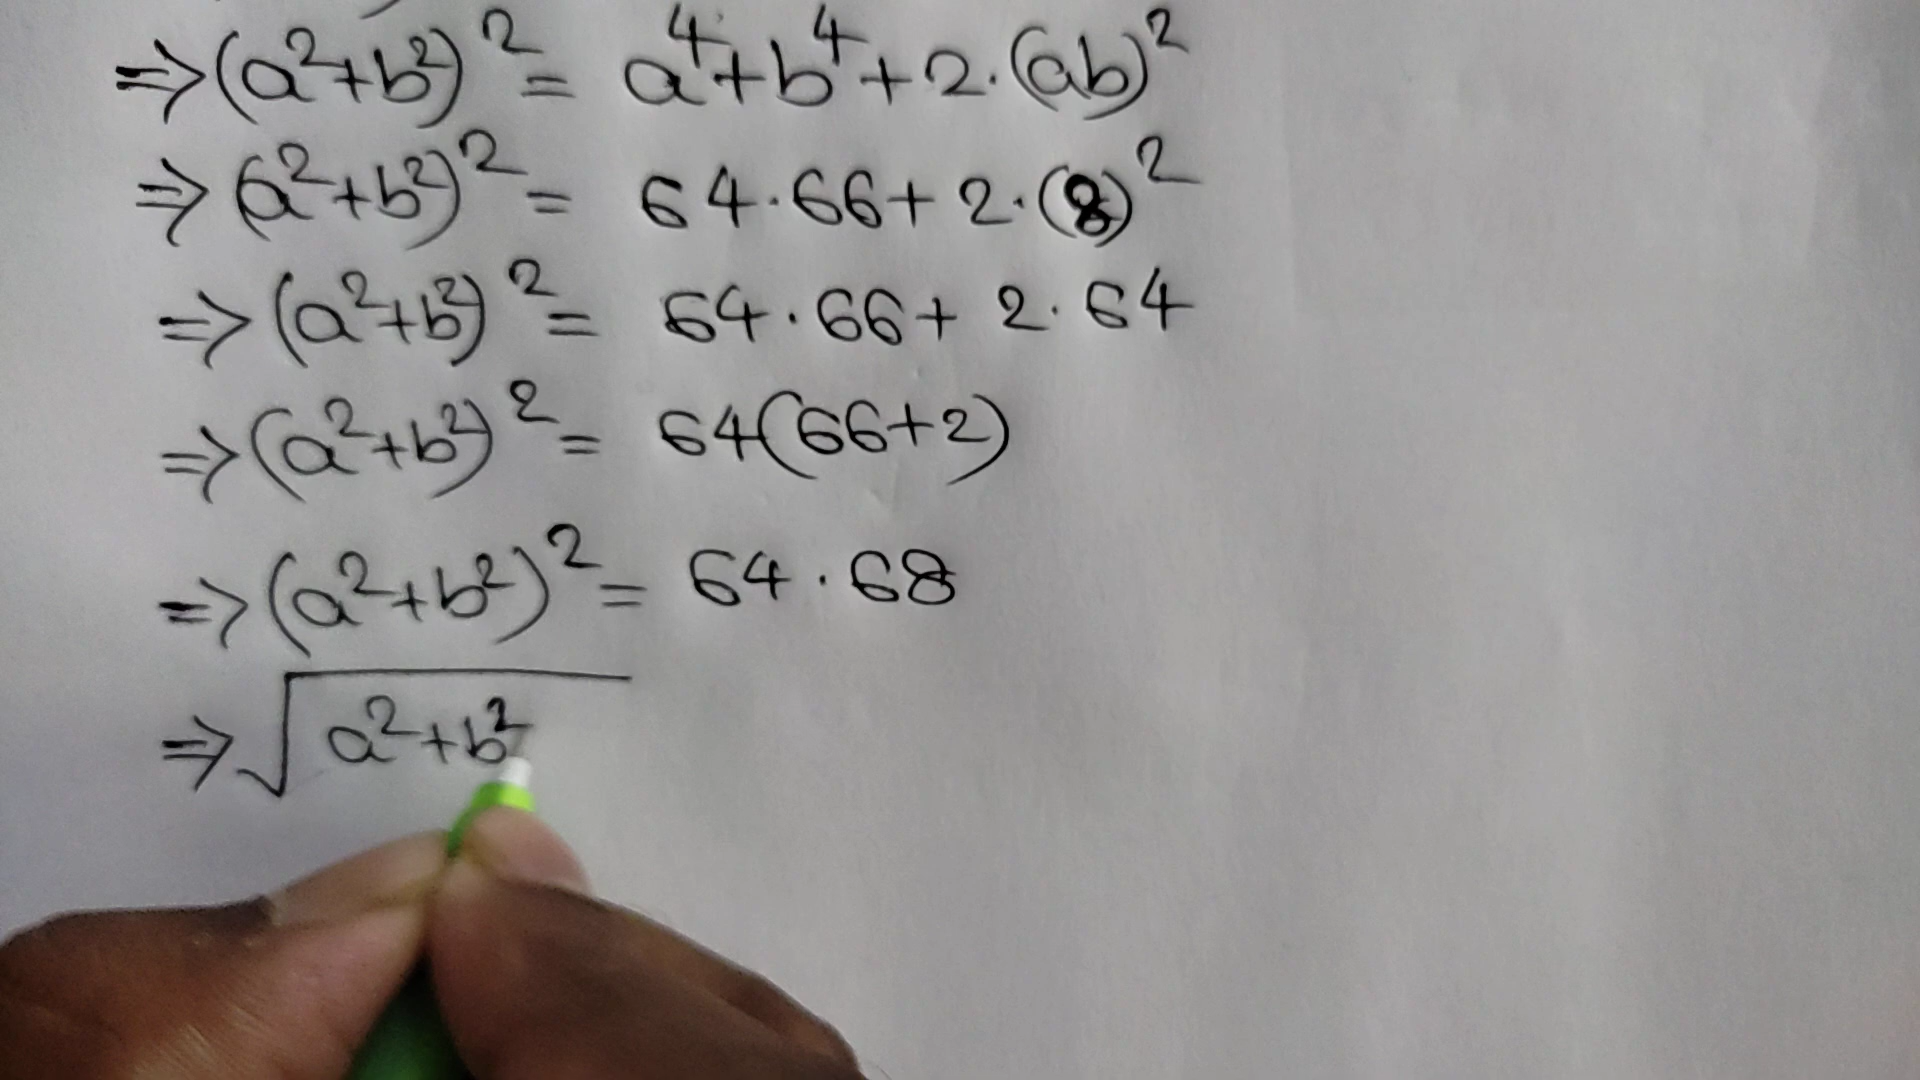 ⇒(a²+b²)² = a⁴+b⁴+2.(ab)²
⇒(a²+b²)² = 64.66+2.(8)²
⇒(a²+b²)² = 64.66+2.64
⇒(a²+b²)² = 64(66+2)
⇒(a²+b²)² = 64.68
⇒√a²+b²